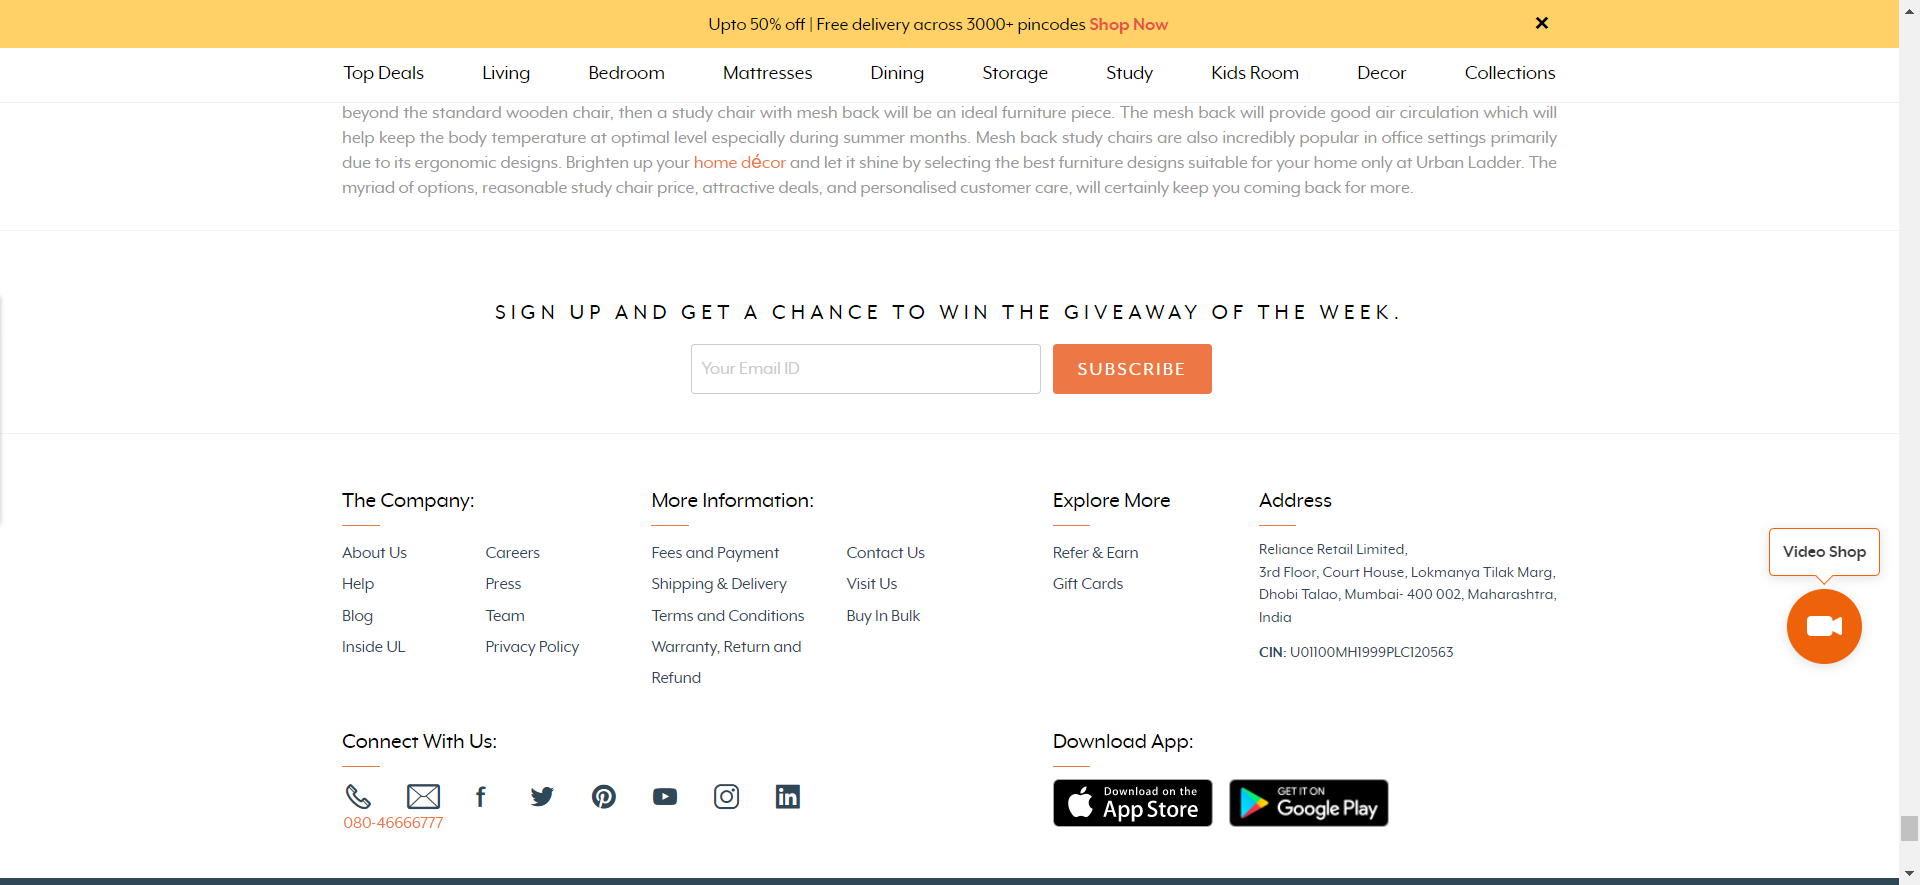 Upto 50% off | Free delivery across 3000+ pincodes Shop Now ×
Top Deals Living Bedroom Mattresses Dining Storage Study Kids Room Decor Collections
beyond the standard wooden chair, then a study chair with mesh back will be an ideal furniture piece. The mesh back will provide good air circulation which will
help keep the body temperature at optimal level especially during summer months. Mesh back study chairs are also incredibly popular in office settings primarily
due to its ergonomic designs. Brighten up your home décor and let it shine by selecting the best furniture designs suitable for your home only at Urban Ladder. The
myriad of options, reasonable study chair price, attractive deals, and personalised customer care, will certainly keep you coming back for more.
SIGN UP AND GET A CHANCE TO WIN THE GIVEAWAY OF THE WEEK.
Your Email ID SUBSCRIBE
The Company:
About Us
Help
Blog
Inside UL
Careers
Press
Team
Privacy Policy
More Information:
Fees and Payment
Shipping & Delivery
Terms and Conditions
Warranty, Return and
Refund
Contact Us
Visit Us
Buy In Bulk
Explore More
Refer & Earn
Gift Cards
Address
Reliance Retail Limited,
3rd Floor, Court House, Lokmanya Tilak Marg,
Dhobi Talao, Mumbai- 400 002, Maharashtra,
India
CIN: U01100MH1999PLC120563
Video Shop
Connect With Us:
080-46666777
Download App:
Download on the
App Store
GET IT ON
Google Play